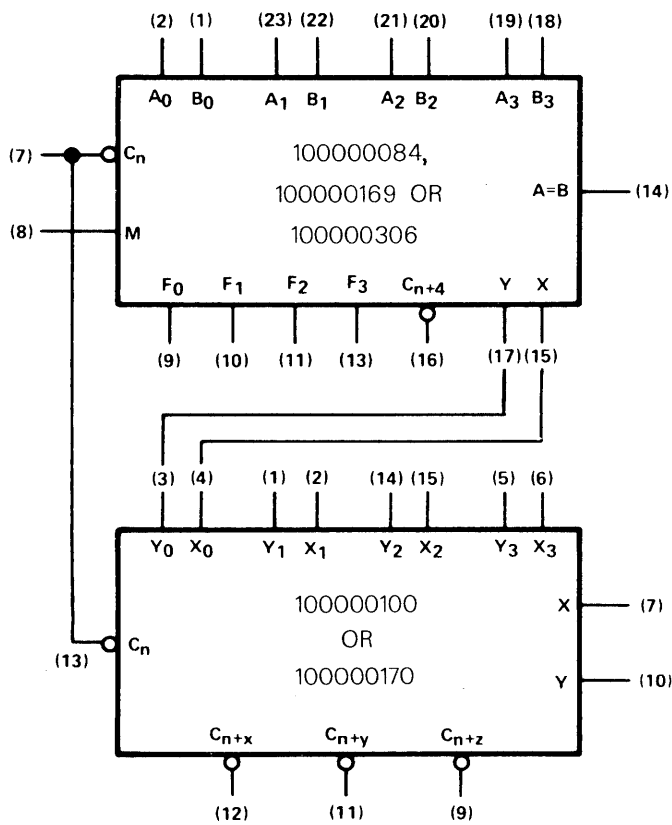 (2) (1) (23) (22) (21) (20) (19) (18)
A0 B0 A1 B1 A2 B2 A3 B3
(7) Cn 100000084,
100000169 OR A=B (14)
(8) M 100000306
F0 F1 F2 F3 Cn+4 Y X
(9) (10) (11) (13) (16) (17) (15)
(3) (4) (1) (2) (14) (15) (5) (6)
Y0 X0 Y1 X1 Y2 X2 Y3 X3
100000100 X (7)
(13) Cn OR
100000170 Y (10)
Cn+x Cn+y Cn+z
(12) (11) (9)